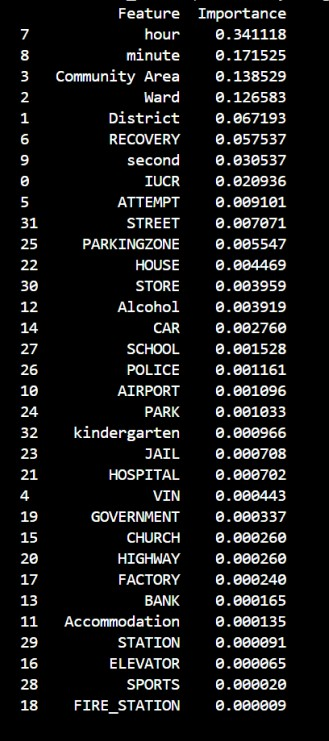 Feature Importance
7 hour 0.341118
8 minute 0.171525
3 Community Area 0.138529
2 Ward 0.126583
1 District 0.067193
6 RECOVERY 0.057537
9 second 0.030537
0 IUCR 0.020936
5 ATTEMPT 0.009101
31 STREET 0.007071
25 PARKINGZONE 0.005547
22 HOUSE 0.004469
30 STORE 0.003959
12 Alcohol 0.003919
14 CAR 0.002760
27 SCHOOL 0.001528
26 POLICE 0.001161
10 AIRPORT 0.001096
24 PARK 0.001033
32 kindergarten 0.000966
23 JAIL 0.000708
21 HOSPITAL 0.000702
4 VIN 0.000443
19 GOVERNMENT 0.000337
15 CHURCH 0.000260
20 HIGHWAY 0.000260
17 FACTORY 0.000240
13 BANK 0.000165
11 Accommodation 0.000135
29 STATION 0.000091
16 ELEVATOR 0.000065
28 SPORTS 0.000020
18 FIRE_STATION 0.000009